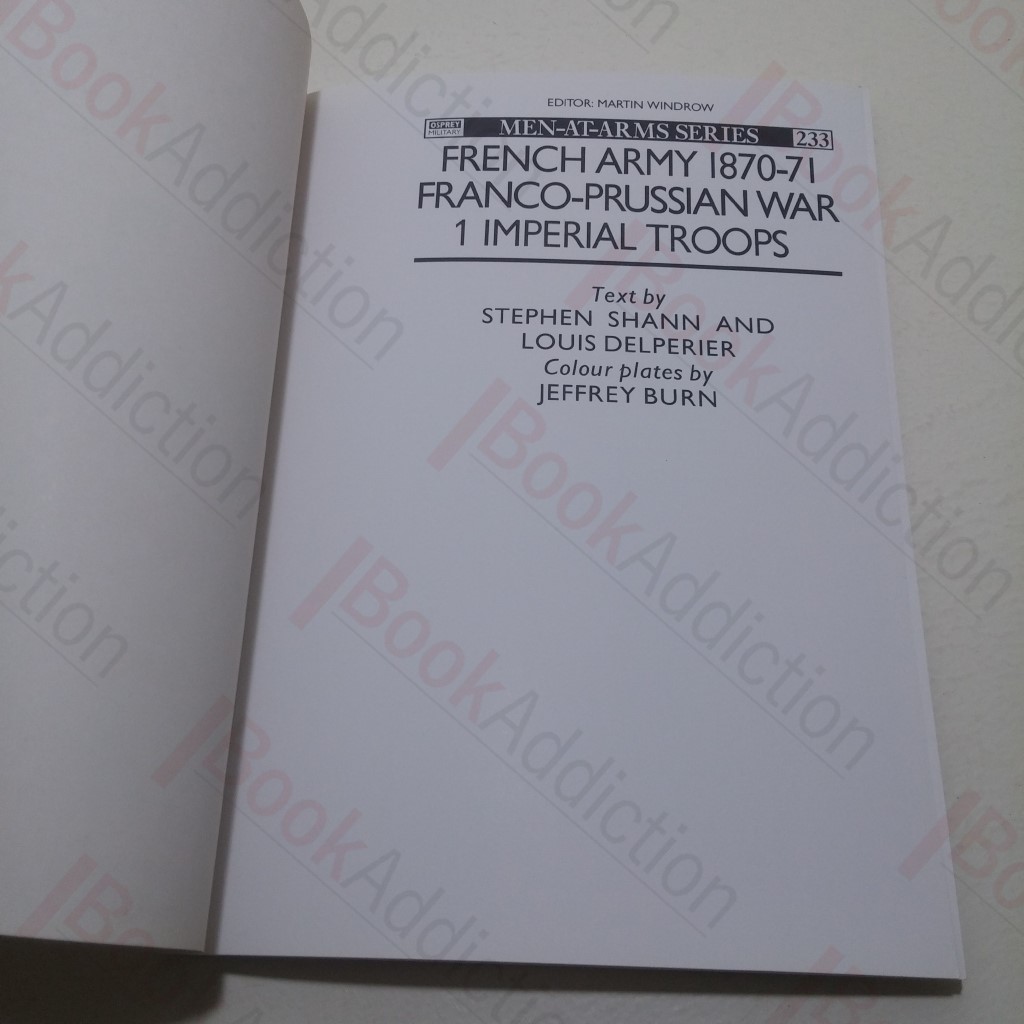 EDITOR: MARTIN WINDROW
OSPREY MILITARY MEN-AT-ARMS SERIES 233
FRENCH ARMY 1870-71
FRANCO-PRUSSIAN WAR
1 IMPERIAL TROOPS
Text by
STEPHEN SHANN AND
LOUIS DELPERIER
Colour plates by
JEFFREY BURN
BookAddiction